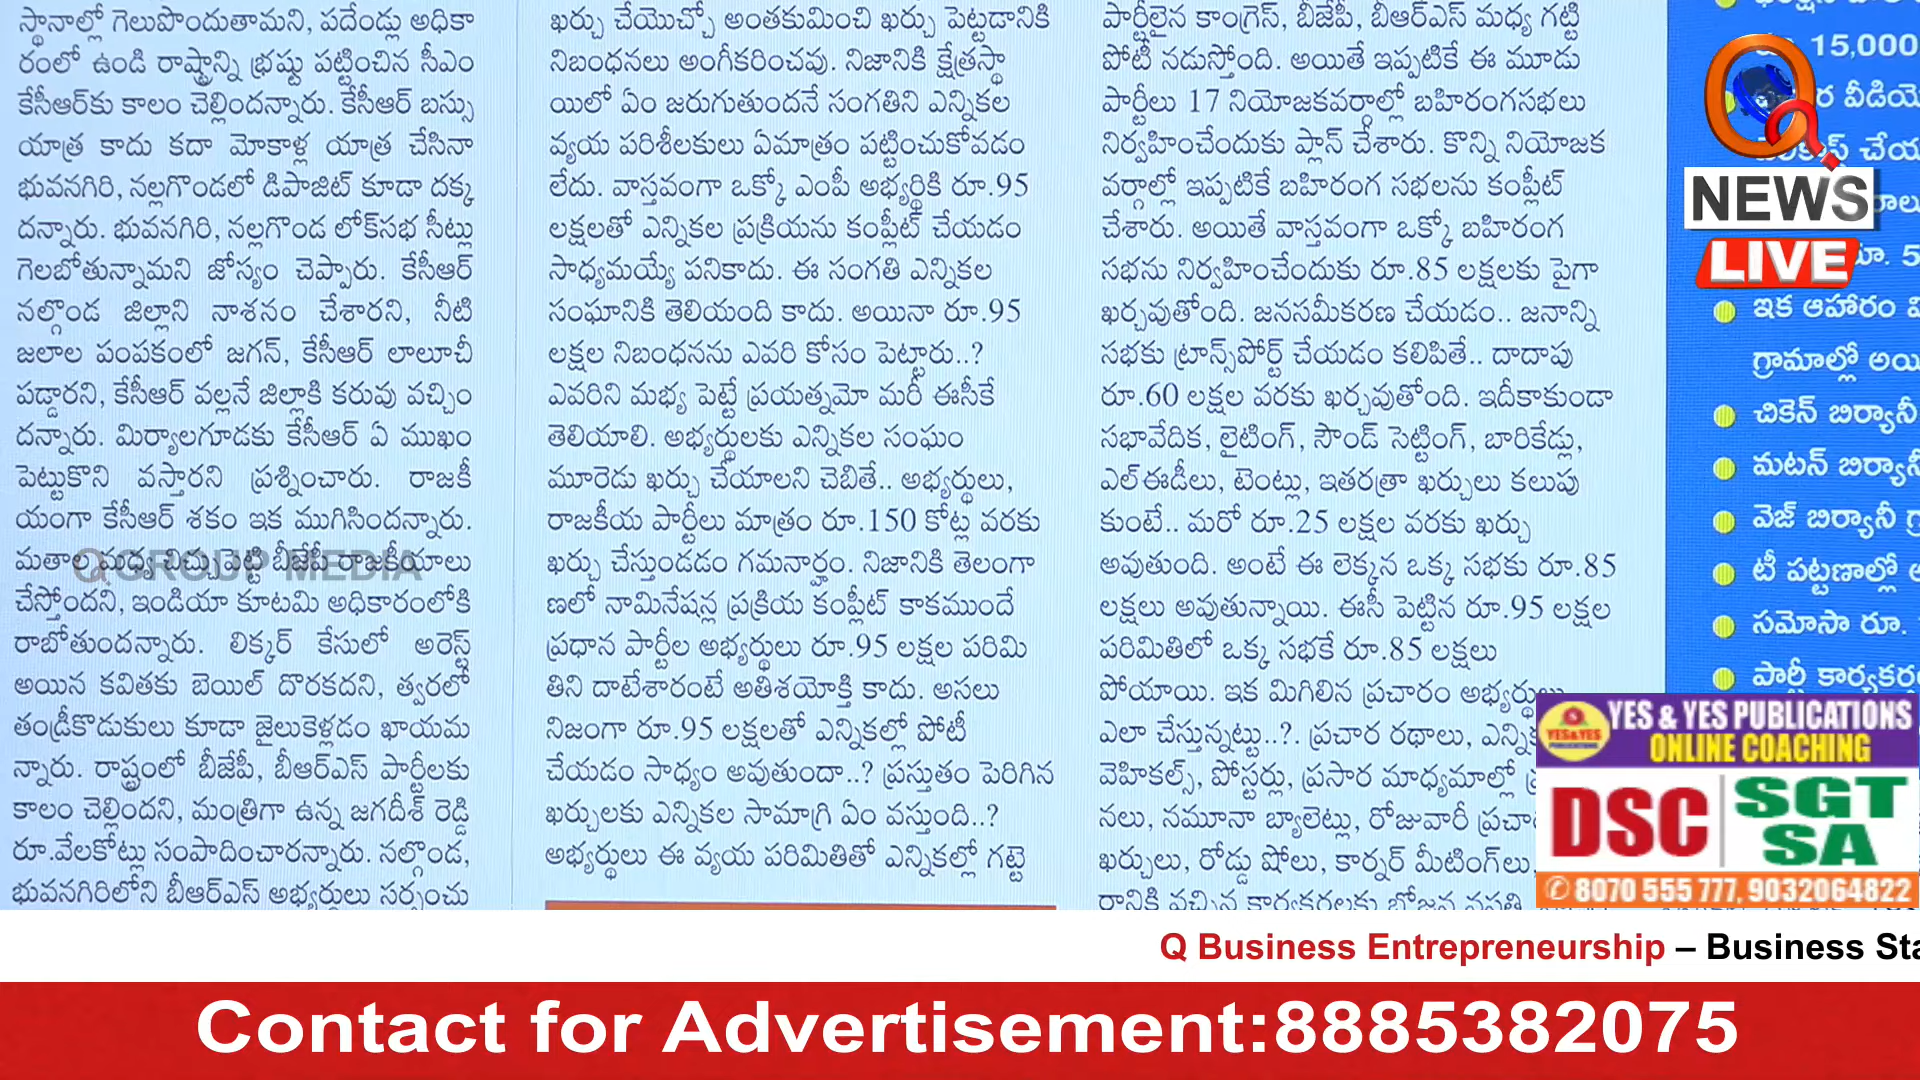 స్థానాల్లో గెలుపొందుతామని, పదేండ్లు అధికా
రంలో ఉండి రాష్ట్రాన్ని భ్రష్టు పట్టించిన సీఎం
కేసీఆర్‌కు కాలం చెల్లిందన్నారు. కేసీఆర్ బస్సు
యాత్ర కాదు కదా మోకాళ్ల యాత్ర చేసినా
భువనగిరి, నల్లగొండలో డిపాజిట్ కూడా దక్క
దన్నారు. భువనగిరి, నల్లగొండ లోక్‌సభ సీట్లు
గెలబోతున్నామని జోస్యం చెప్పారు. కేసీఆర్
నల్గొండ జిల్లాని నాశనం చేశారని, నీటి
జలాల పంపకంలో జగన్, కేసీఆర్ లాలూచీ
పడ్డారని, కేసీఆర్ వల్లనే జిల్లాకి కరువు వచ్చిం
దన్నారు. మిర్యాలగూడకు కేసీఆర్ ఏ ముఖం
పెట్టుకొని వస్తారని ప్రశ్నించారు. రాజకీ
యంగా కేసీఆర్ శకం ఇక ముగిసిందన్నారు.
మతాల మధ్య చిచ్చు పెట్టి బీజేపీ రాజకీయాలు
చేస్తోందని, ఇండియా కూటమి అధికారంలోకి
రాబోతుందన్నారు. లిక్కర్ కేసులో అరెస్ట్
అయిన కవితకు బెయిల్ దొరకదని, త్వరలో
తండ్రీకొడుకులు కూడా జైలుకెళ్లడం ఖాయమ
న్నారు. రాష్ట్రంలో బీజేపీ, బీఆర్ఎస్ పార్టీలకు
కాలం చెల్లిందని, మంత్రిగా ఉన్న జగదీశ్ రెడ్డి
రూ.వేలకోట్లు సంపాదించారన్నారు. నల్గొండ,
భువనగిరిలోని బీఆర్ఎస్ అభ్యర్థులు సర్పంచు
ఖర్చు చేయొచ్చో అంతకుమించి ఖర్చు పెట్టడానికి
నిబంధనలు అంగీకరించవు. నిజానికి క్షేత్రస్థా
యిలో ఏం జరుగుతుందనే సంగతిని ఎన్నికల
వ్యయ పరిశీలకులు ఏమాత్రం పట్టించుకోవడం
లేదు. వాస్తవంగా ఒక్కో ఎంపీ అభ్యర్థికి రూ.95
లక్షలతో ఎన్నికల ప్రక్రియను కంప్లీట్ చేయడం
సాధ్యమయ్యే పనికాదు. ఈ సంగతి ఎన్నికల
సంఘానికి తెలియంది కాదు. అయినా రూ.95
లక్షల నిబంధనను ఎవరి కోసం పెట్టారు..?
ఎవరిని మభ్య పెట్టే ప్రయత్నమో మరీ ఈసీకే
తెలియాలి. అభ్యర్థులకు ఎన్నికల సంఘం
మూరెడు ఖర్చు చేయాలని చెబితే.. అభ్యర్థులు,
రాజకీయ పార్టీలు మాత్రం రూ.150 కోట్ల వరకు
ఖర్చు చేస్తుండడం గమనార్హం. నిజానికి తెలంగా
ణలో నామినేషన్ల ప్రక్రియ కంప్లీట్ కాకముందే
ప్రధాన పార్టీల అభ్యర్థులు రూ.95 లక్షల పరిమి
తిని దాటేశారంటే అతిశయోక్తి కాదు. అసలు
నిజంగా రూ.95 లక్షలతో ఎన్నికల్లో పోటీ
చేయడం సాధ్యం అవుతుందా..? ప్రస్తుతం పెరిగిన
ఖర్చులకు ఎన్నికల సామాగ్రి ఏం వస్తుంది..?
అభ్యర్థులు ఈ వ్యయ పరిమితితో ఎన్నికల్లో గట్టె
పార్టీలైన కాంగ్రెస్, బీజేపీ, బీఆర్ఎస్ మధ్య గట్టి
పోటీ నడుస్తోంది. అయితే ఇప్పటికే ఈ మూడు
పార్టీలు 17 నియోజకవర్గాల్లో బహిరంగసభలు
నిర్వహించేందుకు ప్లాన్ చేశారు. కొన్ని నియోజక
వర్గాల్లో ఇప్పటికే బహిరంగ సభలను కంప్లీట్
చేశారు. అయితే వాస్తవంగా ఒక్కో బహిరంగ
సభను నిర్వహించేందుకు రూ.85 లక్షలకు పైగా
ఖర్చవుతోంది. జనసమీకరణ చేయడం.. జనాన్ని
సభకు ట్రాన్స్‌పోర్ట్ చేయడం కలిపితే.. దాదాపు
రూ.60 లక్షల వరకు ఖర్చవుతోంది. ఇదీకాకుండా
సభావేదిక, లైటింగ్, సౌండ్ సెట్టింగ్, బారికేడ్లు,
ఎల్ఈడీలు, టెంట్లు, ఇతరత్రా ఖర్చులు కలుపు
కుంటే.. మరో రూ.25 లక్షల వరకు ఖర్చు
అవుతుంది. అంటే ఈ లెక్కన ఒక్క సభకు రూ.85
లక్షలు అవుతున్నాయి. ఈసీ పెట్టిన రూ.95 లక్షల
పరిమితిలో ఒక్క సభకే రూ.85 లక్షలు
పోయాయి. ఇక మిగిలిన ప్రచారం అభ్యర్థులు
ఎలా చేస్తున్నట్టు..?. ప్రచార రథాలు,
వెహికల్స్, పోస్టర్లు, ప్రసార మాధ్యమాల్లో
నలు, నమూనా బ్యాలెట్లు, రోజువారీ
ఖర్చులు, రోడ్డు షోలు, కార్నర్ మీటింగ్‌లు,
రానికి వచ్చిన కార్యకర్తలకు భోజన వసతి
15,000
వీడియో
ఇక ఆహారం
గ్రామాల్లో
చికెన్ బిర్యానీ
మటన్ బిర్యానీ
వెజ్ బిర్యానీ
టీ పట్టణాల్లో
సమోసా రూ.
పార్టీ
Q GROUP MEDIA
Q
NEWS
LIVE
YES & YES PUBLICATIONS
ONLINE COACHING
YES&YES
DSC SGT
SA
8070 555 777, 9032064822
Q Business Entrepreneurship – Business
Contact for Advertisement:8885382075